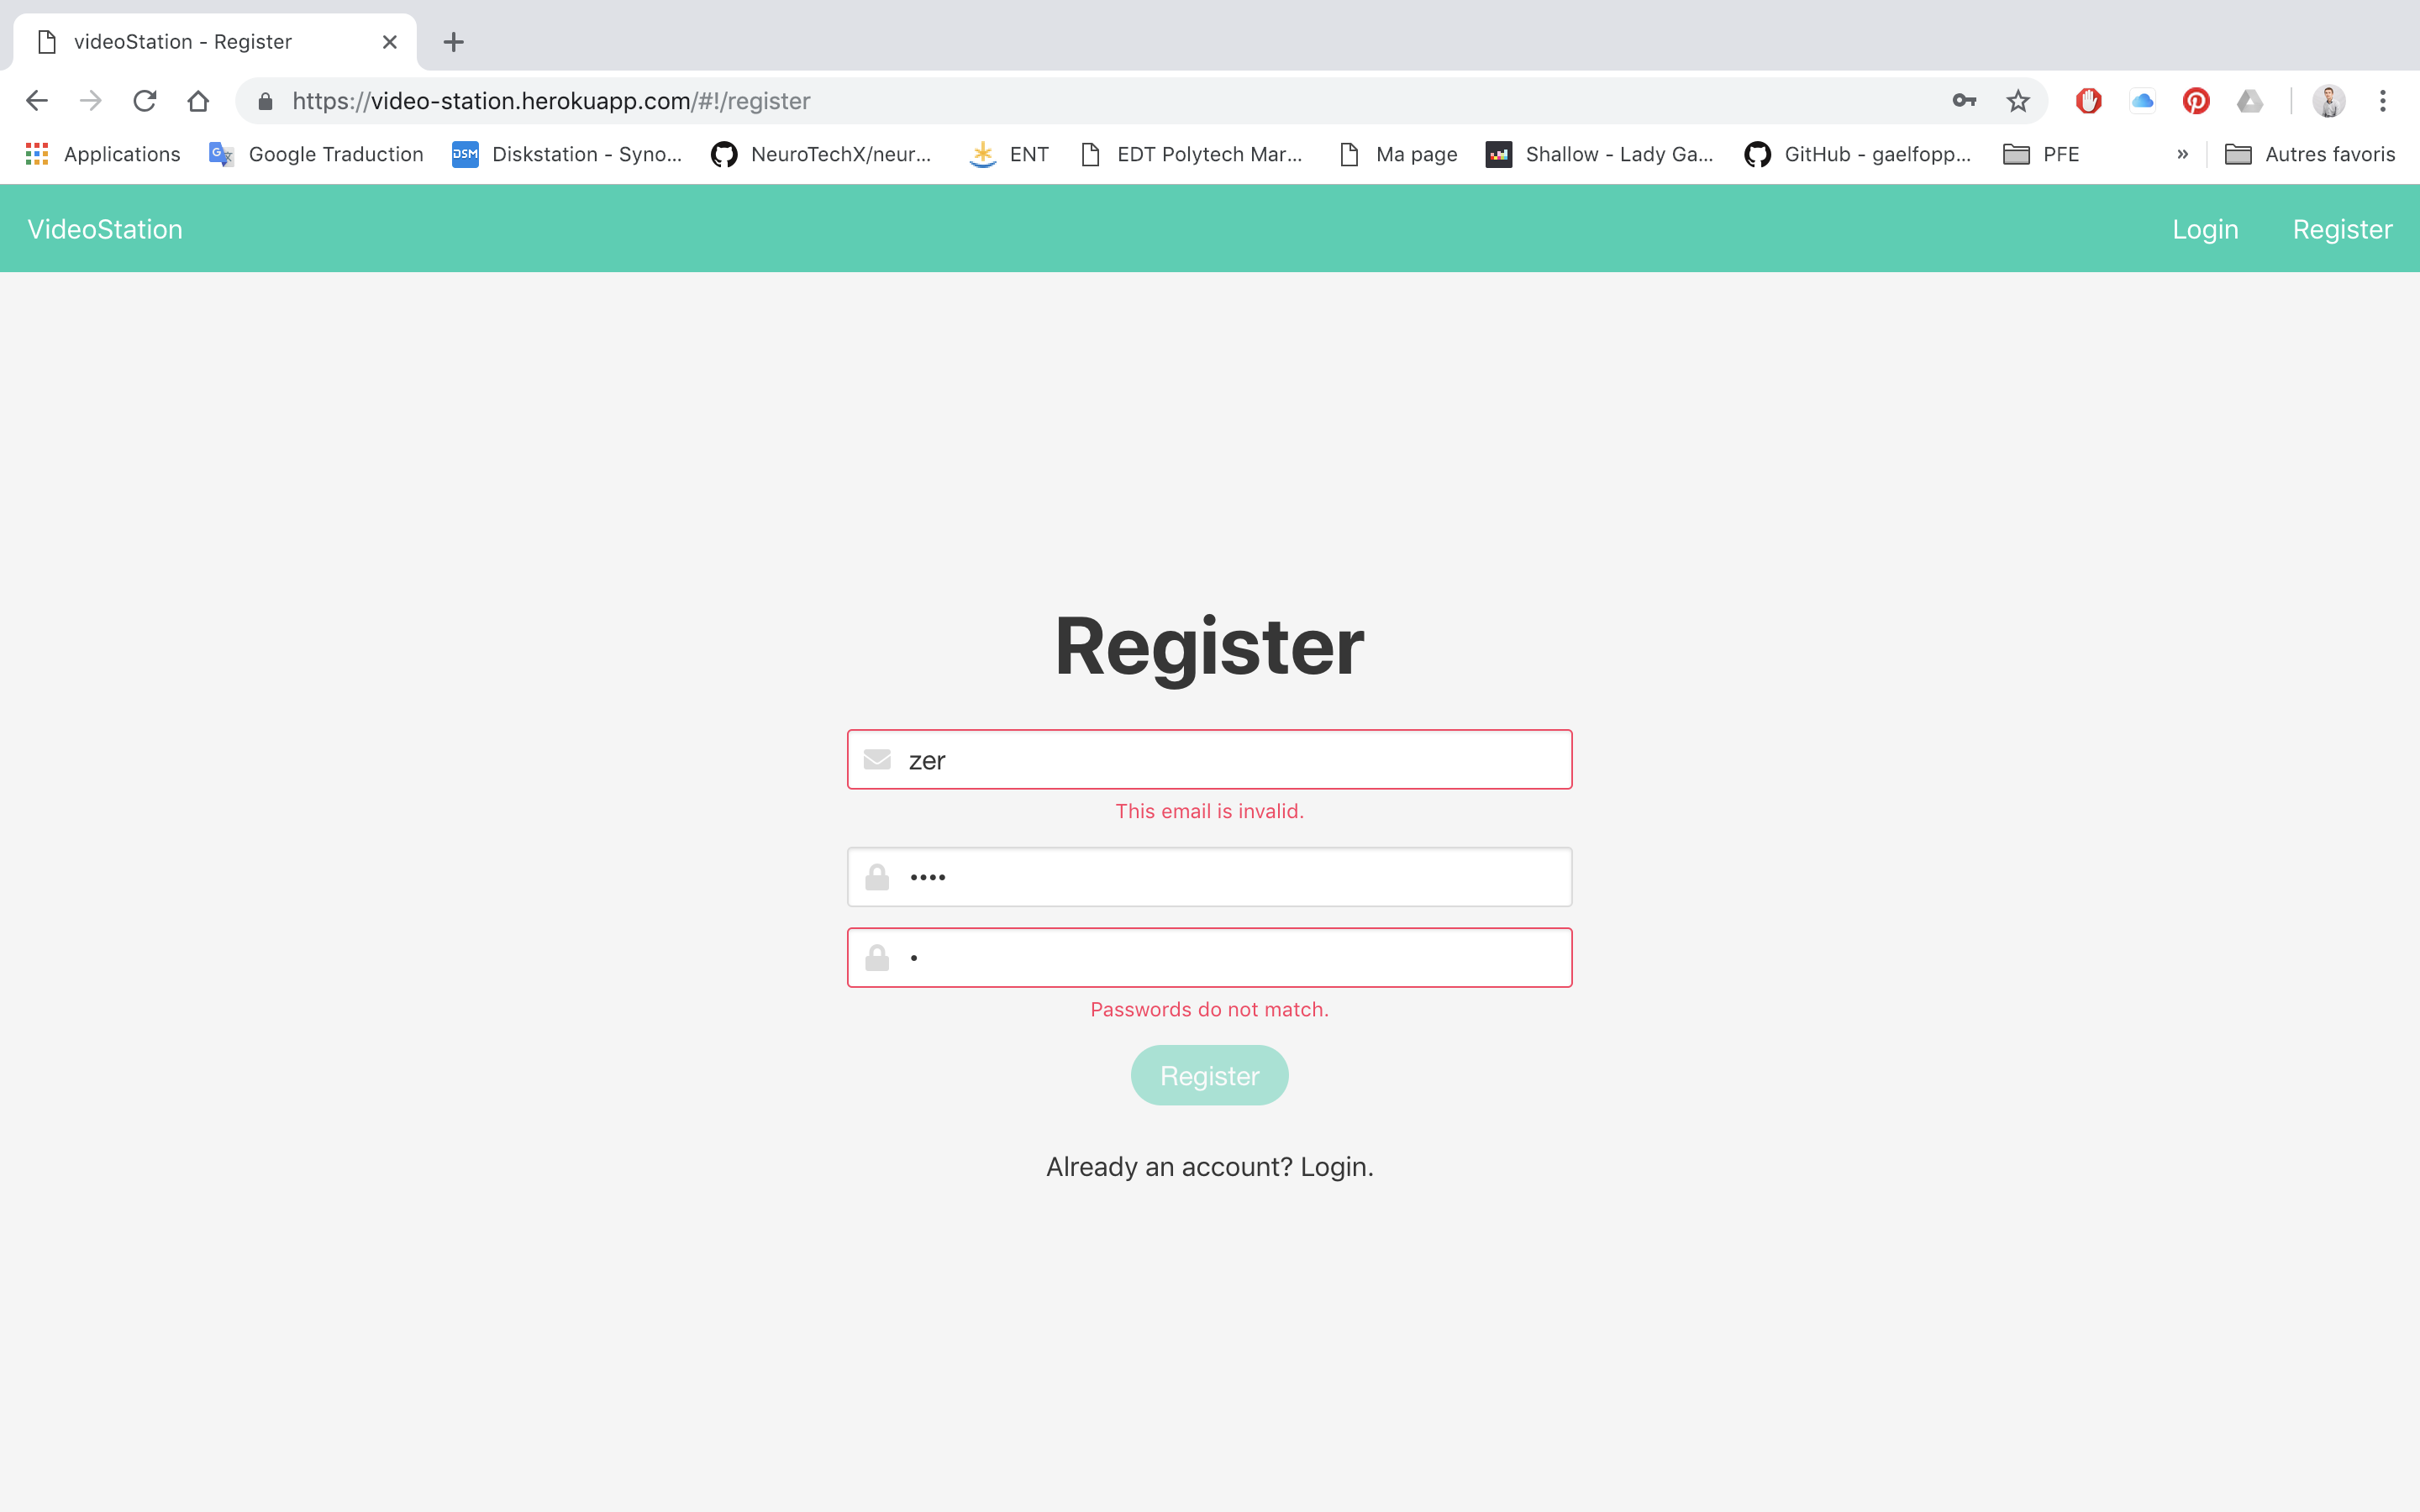 videoStation - Register
https://video-station.herokuapp.com/#!/register
Applications Google Traduction DSM Diskstation - Syno... NeuroTechX/neur... ENT EDT Polytech Mar... Ma page Shallow - Lady Ga... GitHub - gaelfopp... PFE » Autres favoris
VideoStation Login Register
Register
zer
This email is invalid.
••••
•
Passwords do not match.
Register
Already an account? Login.